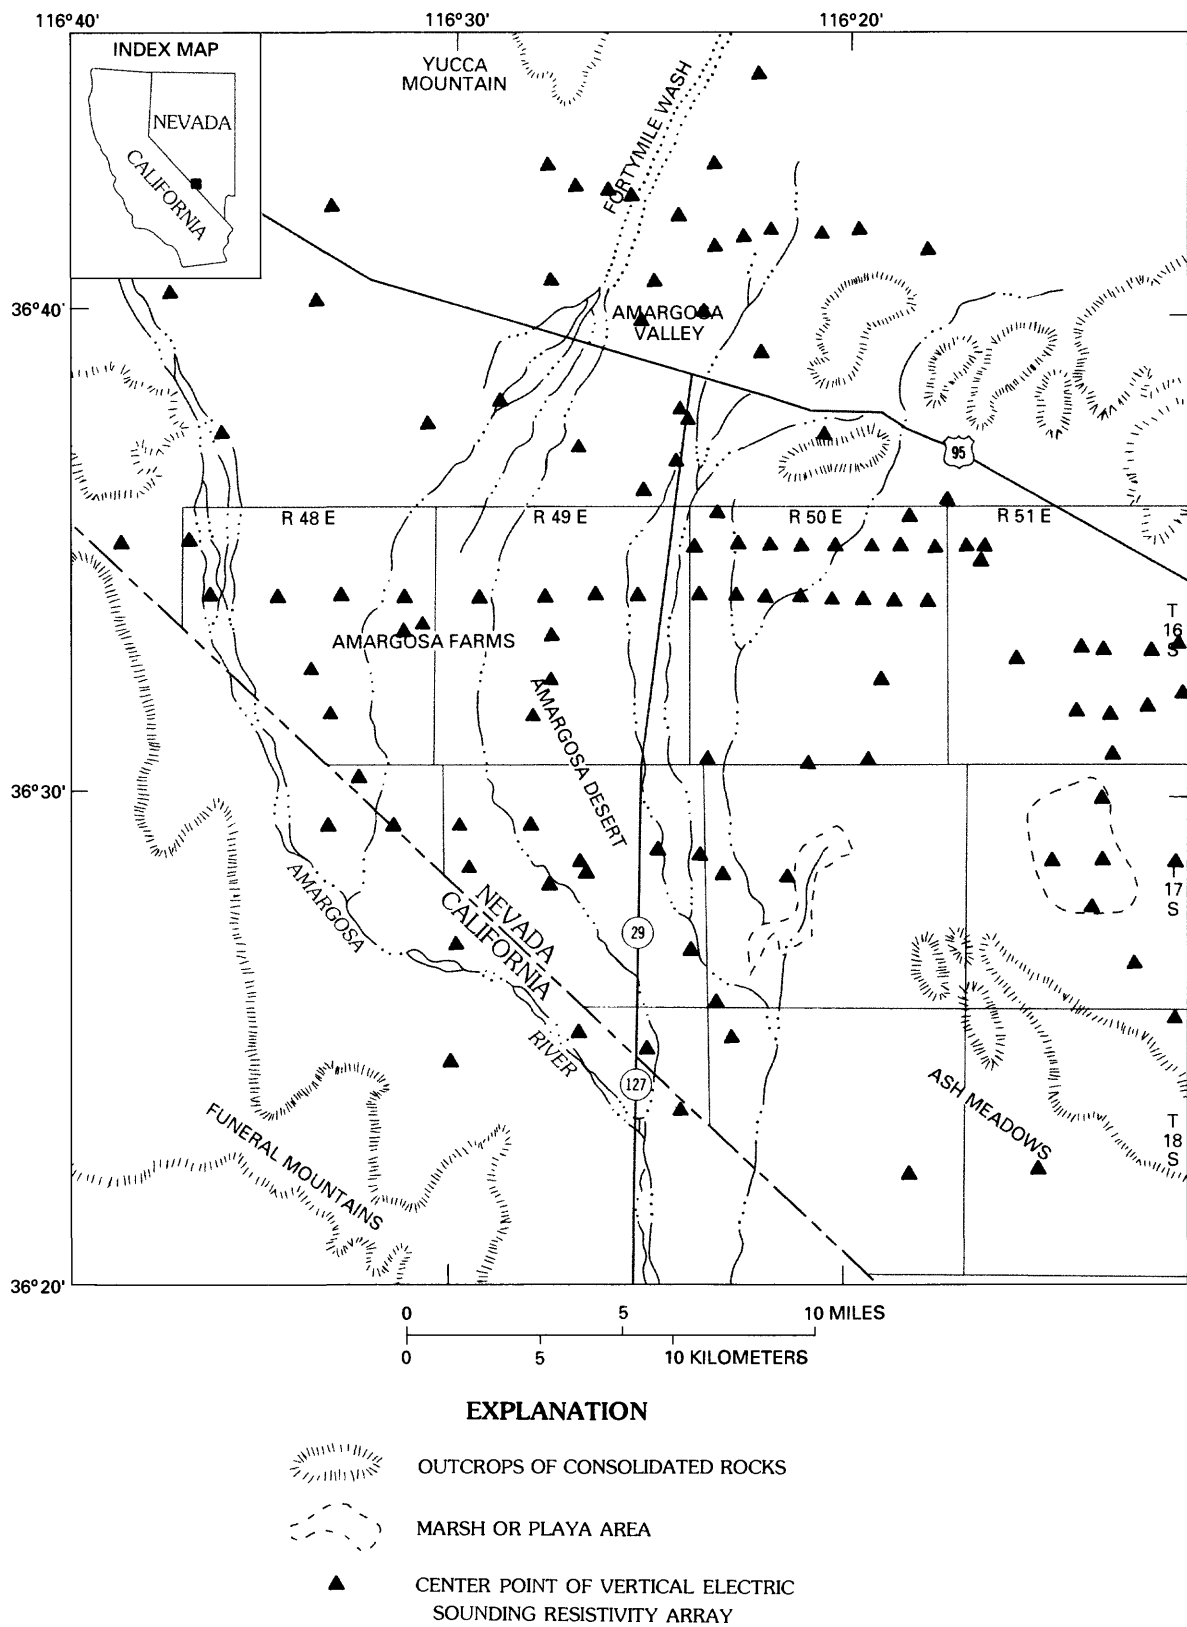 116°40'
116°30'
116°20'
INDEX MAP
NEVADA
CALIFORNIA
YUCCA
MOUNTAIN
FORTYMILE WASH
36°40'
AMARGOSA
VALLEY
95
R 48 E
R 49 E
R 50 E
R 51 E
T
16
S
AMARGOSA FARMS
AMARGOSA DESERT
36°30'
T
17
S
AMARGOSA
RIVER
NEVADA
CALIFORNIA
29
127
ASH MEADOWS
T
18
S
FUNERAL MOUNTAINS
36°20'
0 5 10 MILES
0 5 10 KILOMETERS
EXPLANATION
OUTCROPS OF CONSOLIDATED ROCKS
MARSH OR PLAYA AREA
CENTER POINT OF VERTICAL ELECTRIC
SOUNDING RESISTIVITY ARRAY